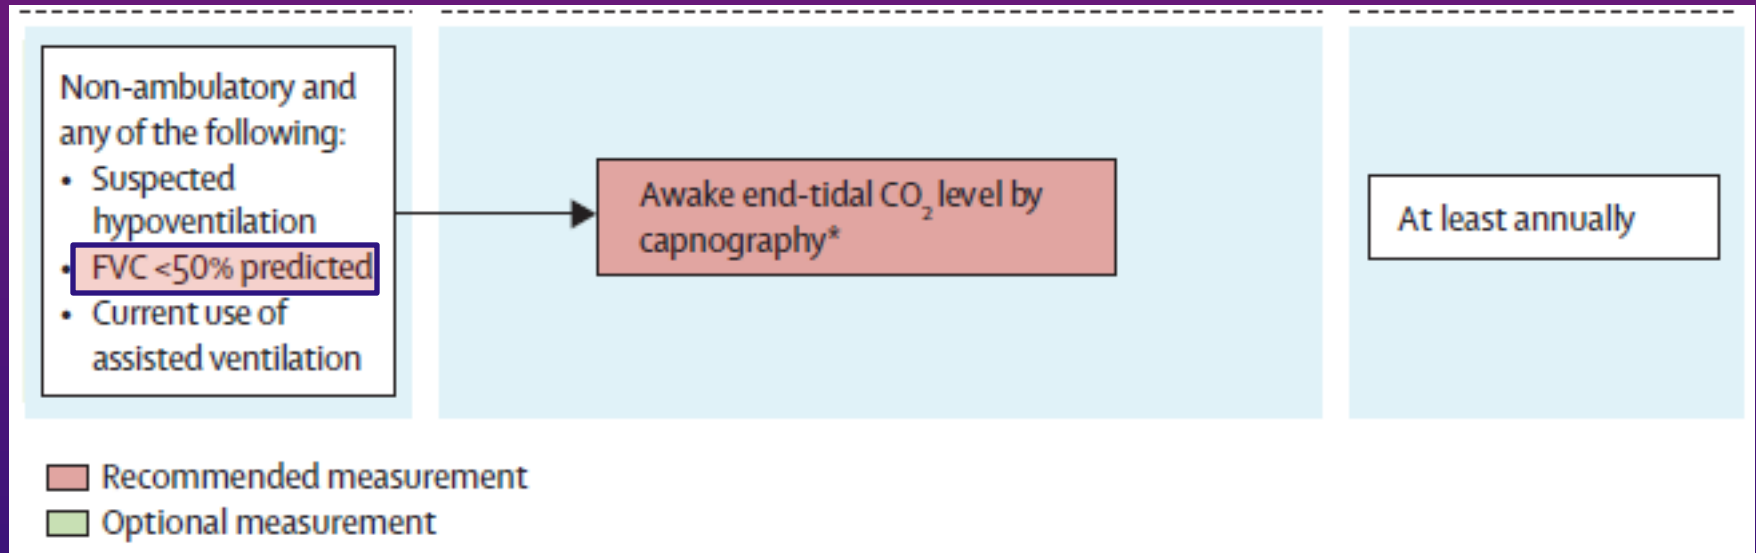 Non-ambulatory and
any of the following:
• Suspected
hypoventilation
• FVC <50% predicted
• Current use of
assisted ventilation
Awake end-tidal CO₂ level by
capnography*
At least annually
Recommended measurement
Optional measurement